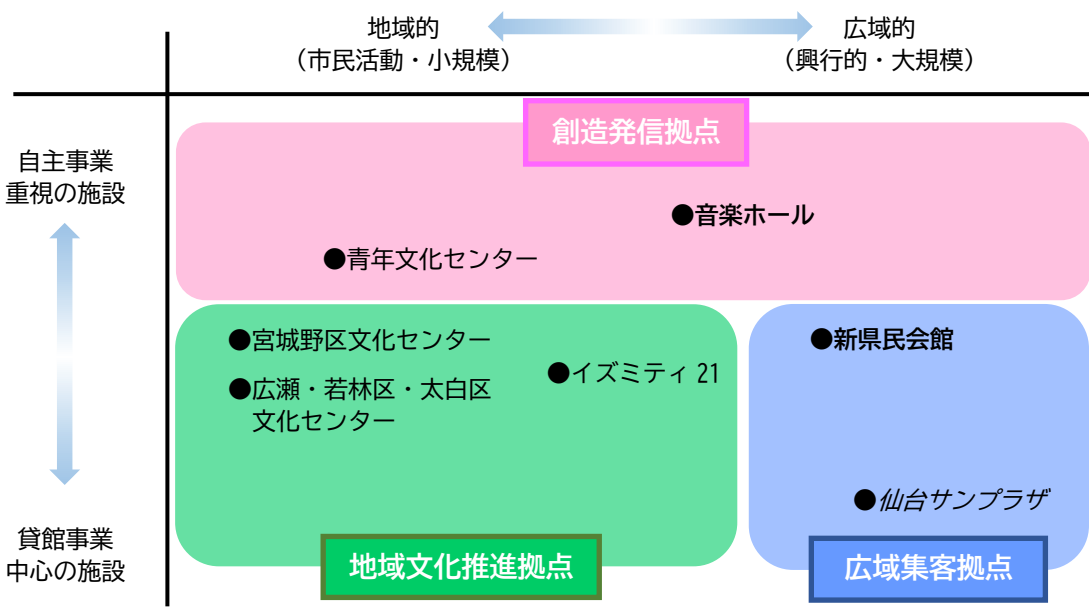 地域的
（市民活動・小規模）
広域的
（興行的・大規模）
創造発信拠点
自主事業
重視の施設
●音楽ホール
●青年文化センター
●宮城野区文化センター
●新県民会館
●イズミティ 21
●広瀬・若林区・太白区
文化センター
●仙台サンプラザ
貸館事業
中心の施設
地域文化推進拠点
広域集客拠点